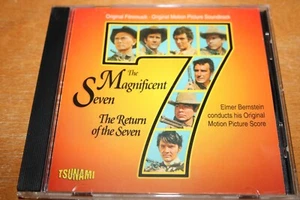 Original Panavision · Original Motion Picture Soundtrack
7
The
Magnificent
Seven
The Return
of the Seven
Elmer Bernstein
conducts his Original
Motion Picture Score
TSUNAMI